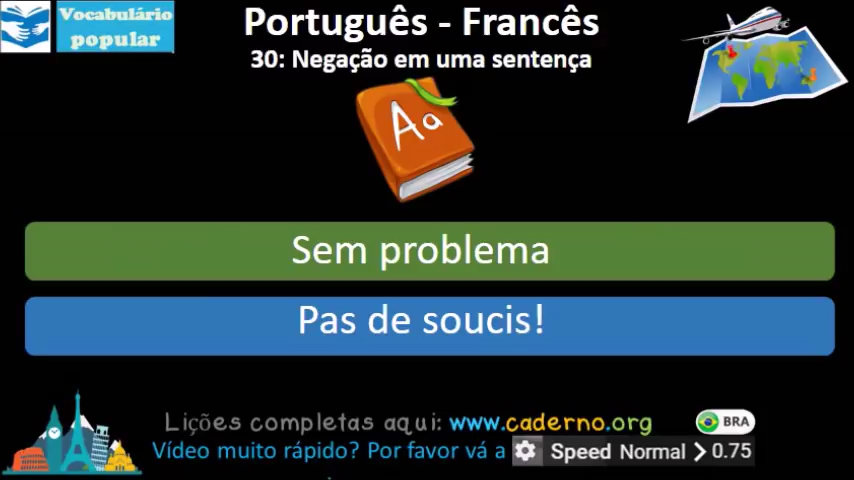 Vocabulário
popular
Português - Francês
30: Negação em uma sentença
Aa
Sem problema
Pas de soucis!
Lições completas aqui: www.caderno.org
BRA
Vídeo muito rápido? Por favor vá a Speed Normal > 0.75